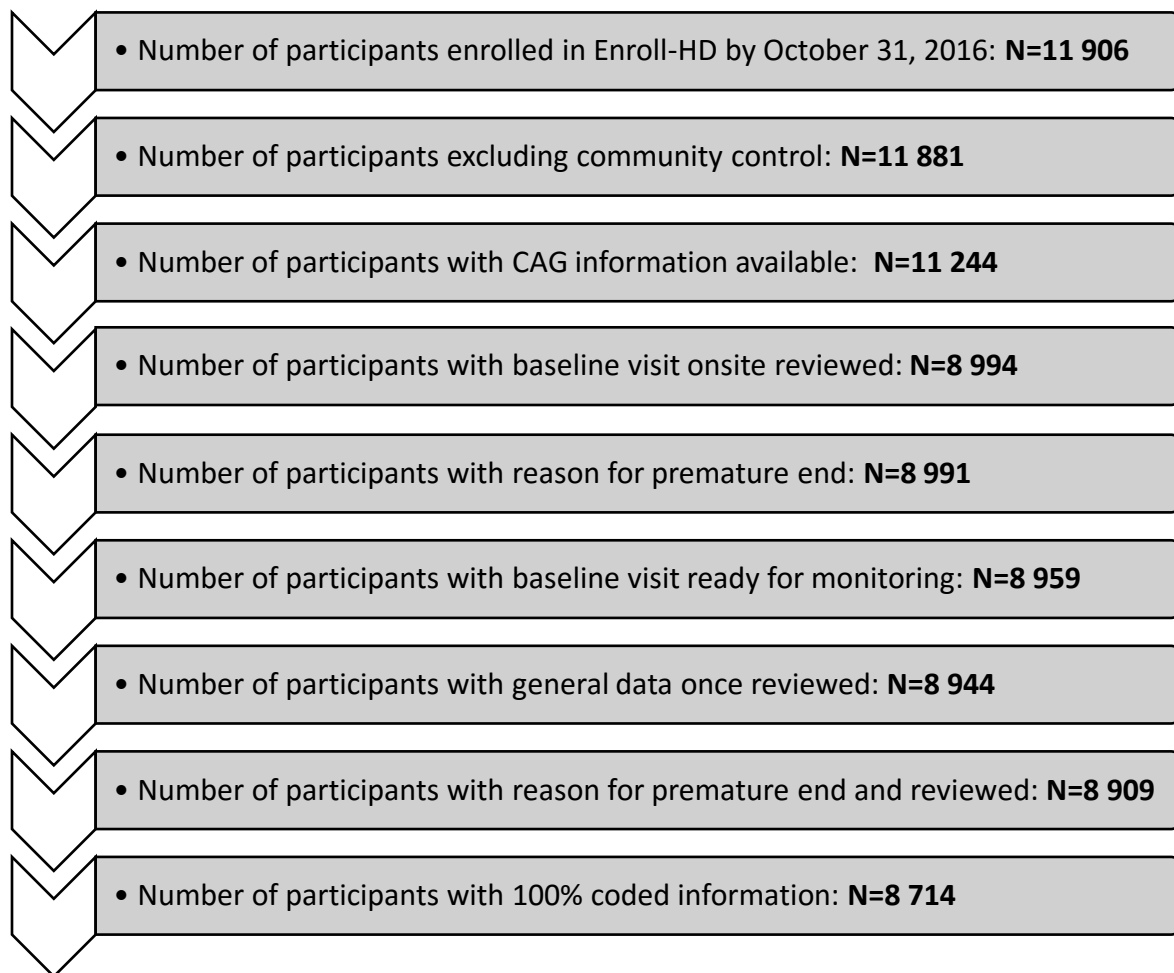 • Number of participants enrolled in Enroll-HD by October 31, 2016: N=11 906
• Number of participants excluding community control: N=11 881
• Number of participants with CAG information available: N=11 244
• Number of participants with baseline visit onsite reviewed: N=8 994
• Number of participants with reason for premature end: N=8 991
• Number of participants with baseline visit ready for monitoring: N=8 959
• Number of participants with general data once reviewed: N=8 944
• Number of participants with reason for premature end and reviewed: N=8 909
• Number of participants with 100% coded information: N=8 714